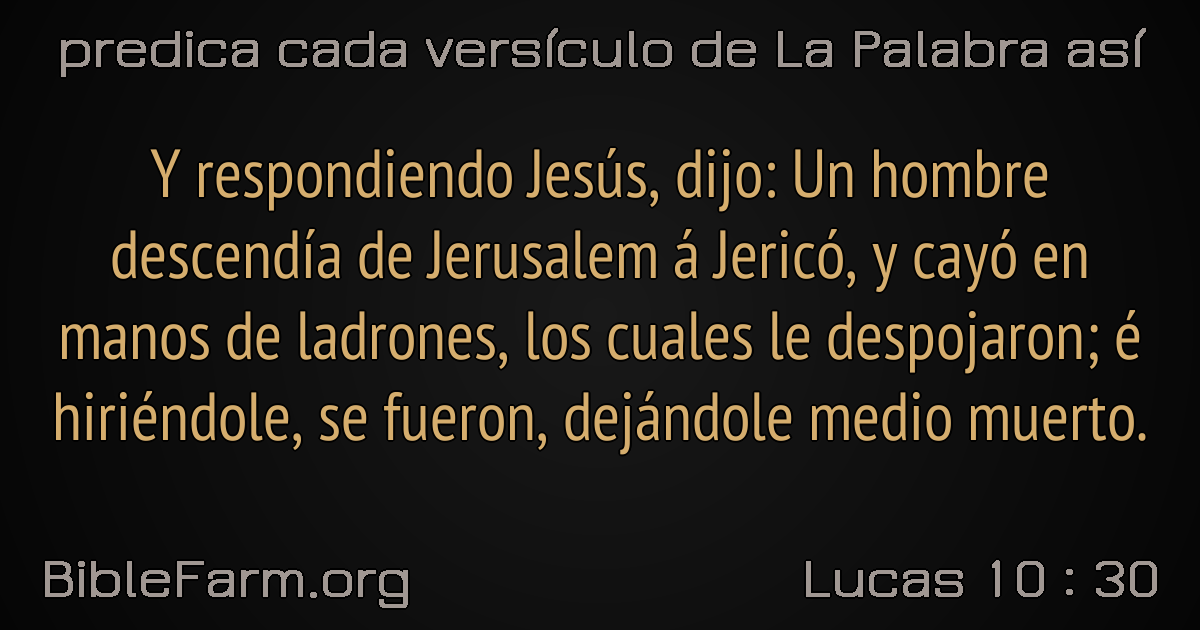 predica cada versículo de La Palabra así
Y respondiendo Jesús, dijo: Un hombre
descendía de Jerusalem á Jericó, y cayó en
manos de ladrones, los cuales le despojaron; é
hiriéndole, se fueron, dejándole medio muerto.
BibleFarm.org
Lucas 10 : 30